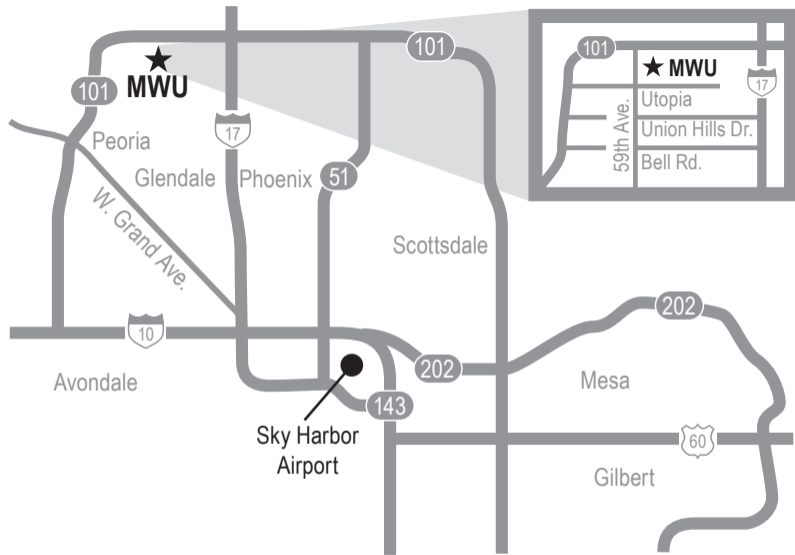 101
MWU
101
17
Peoria
Glendale
Phoenix
51
W. Grand Ave.
Scottsdale
10
Avondale
202
202
Mesa
143
Sky Harbor
Airport
60
Gilbert
101
MWU
17
Utopia
59th Ave.
Union Hills Dr.
Bell Rd.